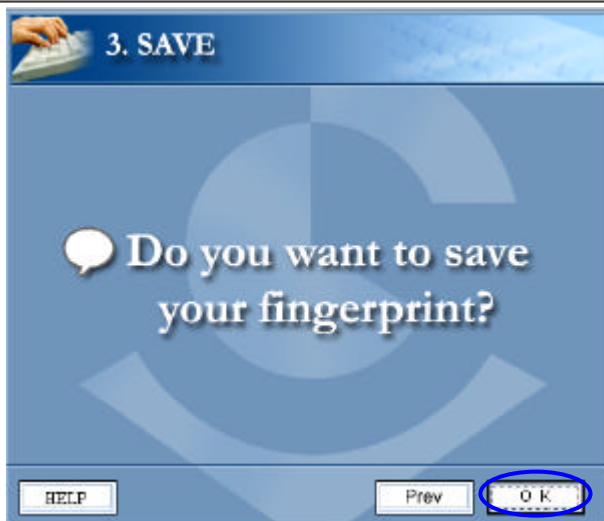 3. SAVE
Do you want to save
your fingerprint?
HELP
Prev
O K